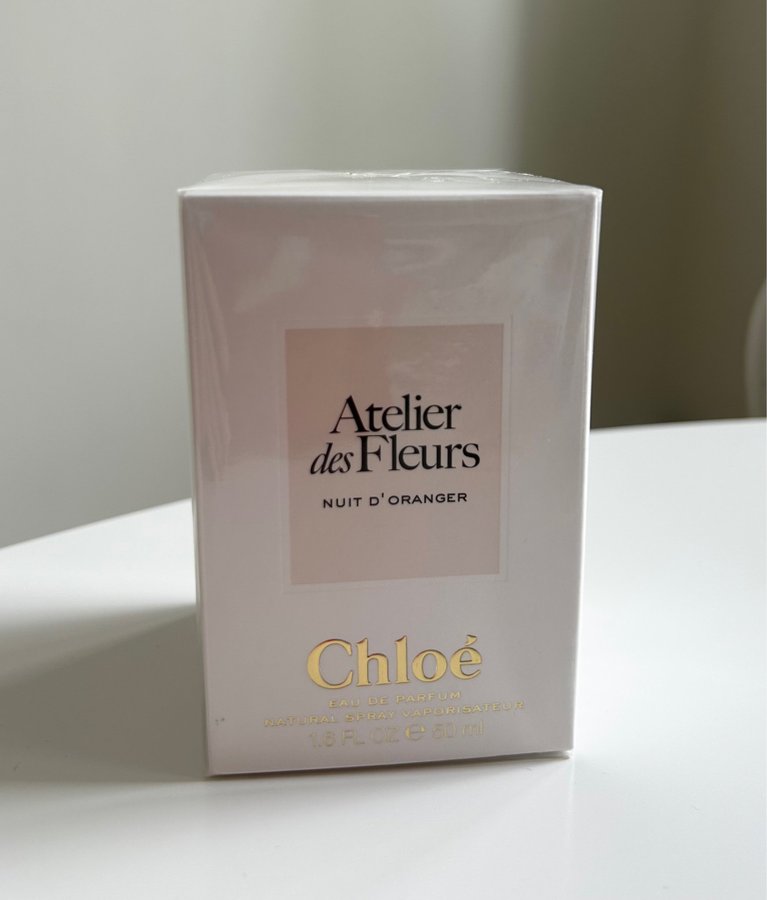 Atelier
des Fleurs
NUIT D'ORANGER
Chloé
EAU DE PARFUM
NATURAL SPRAY VAPORISATEUR
1.6 FL OZ ℮ 50 ml